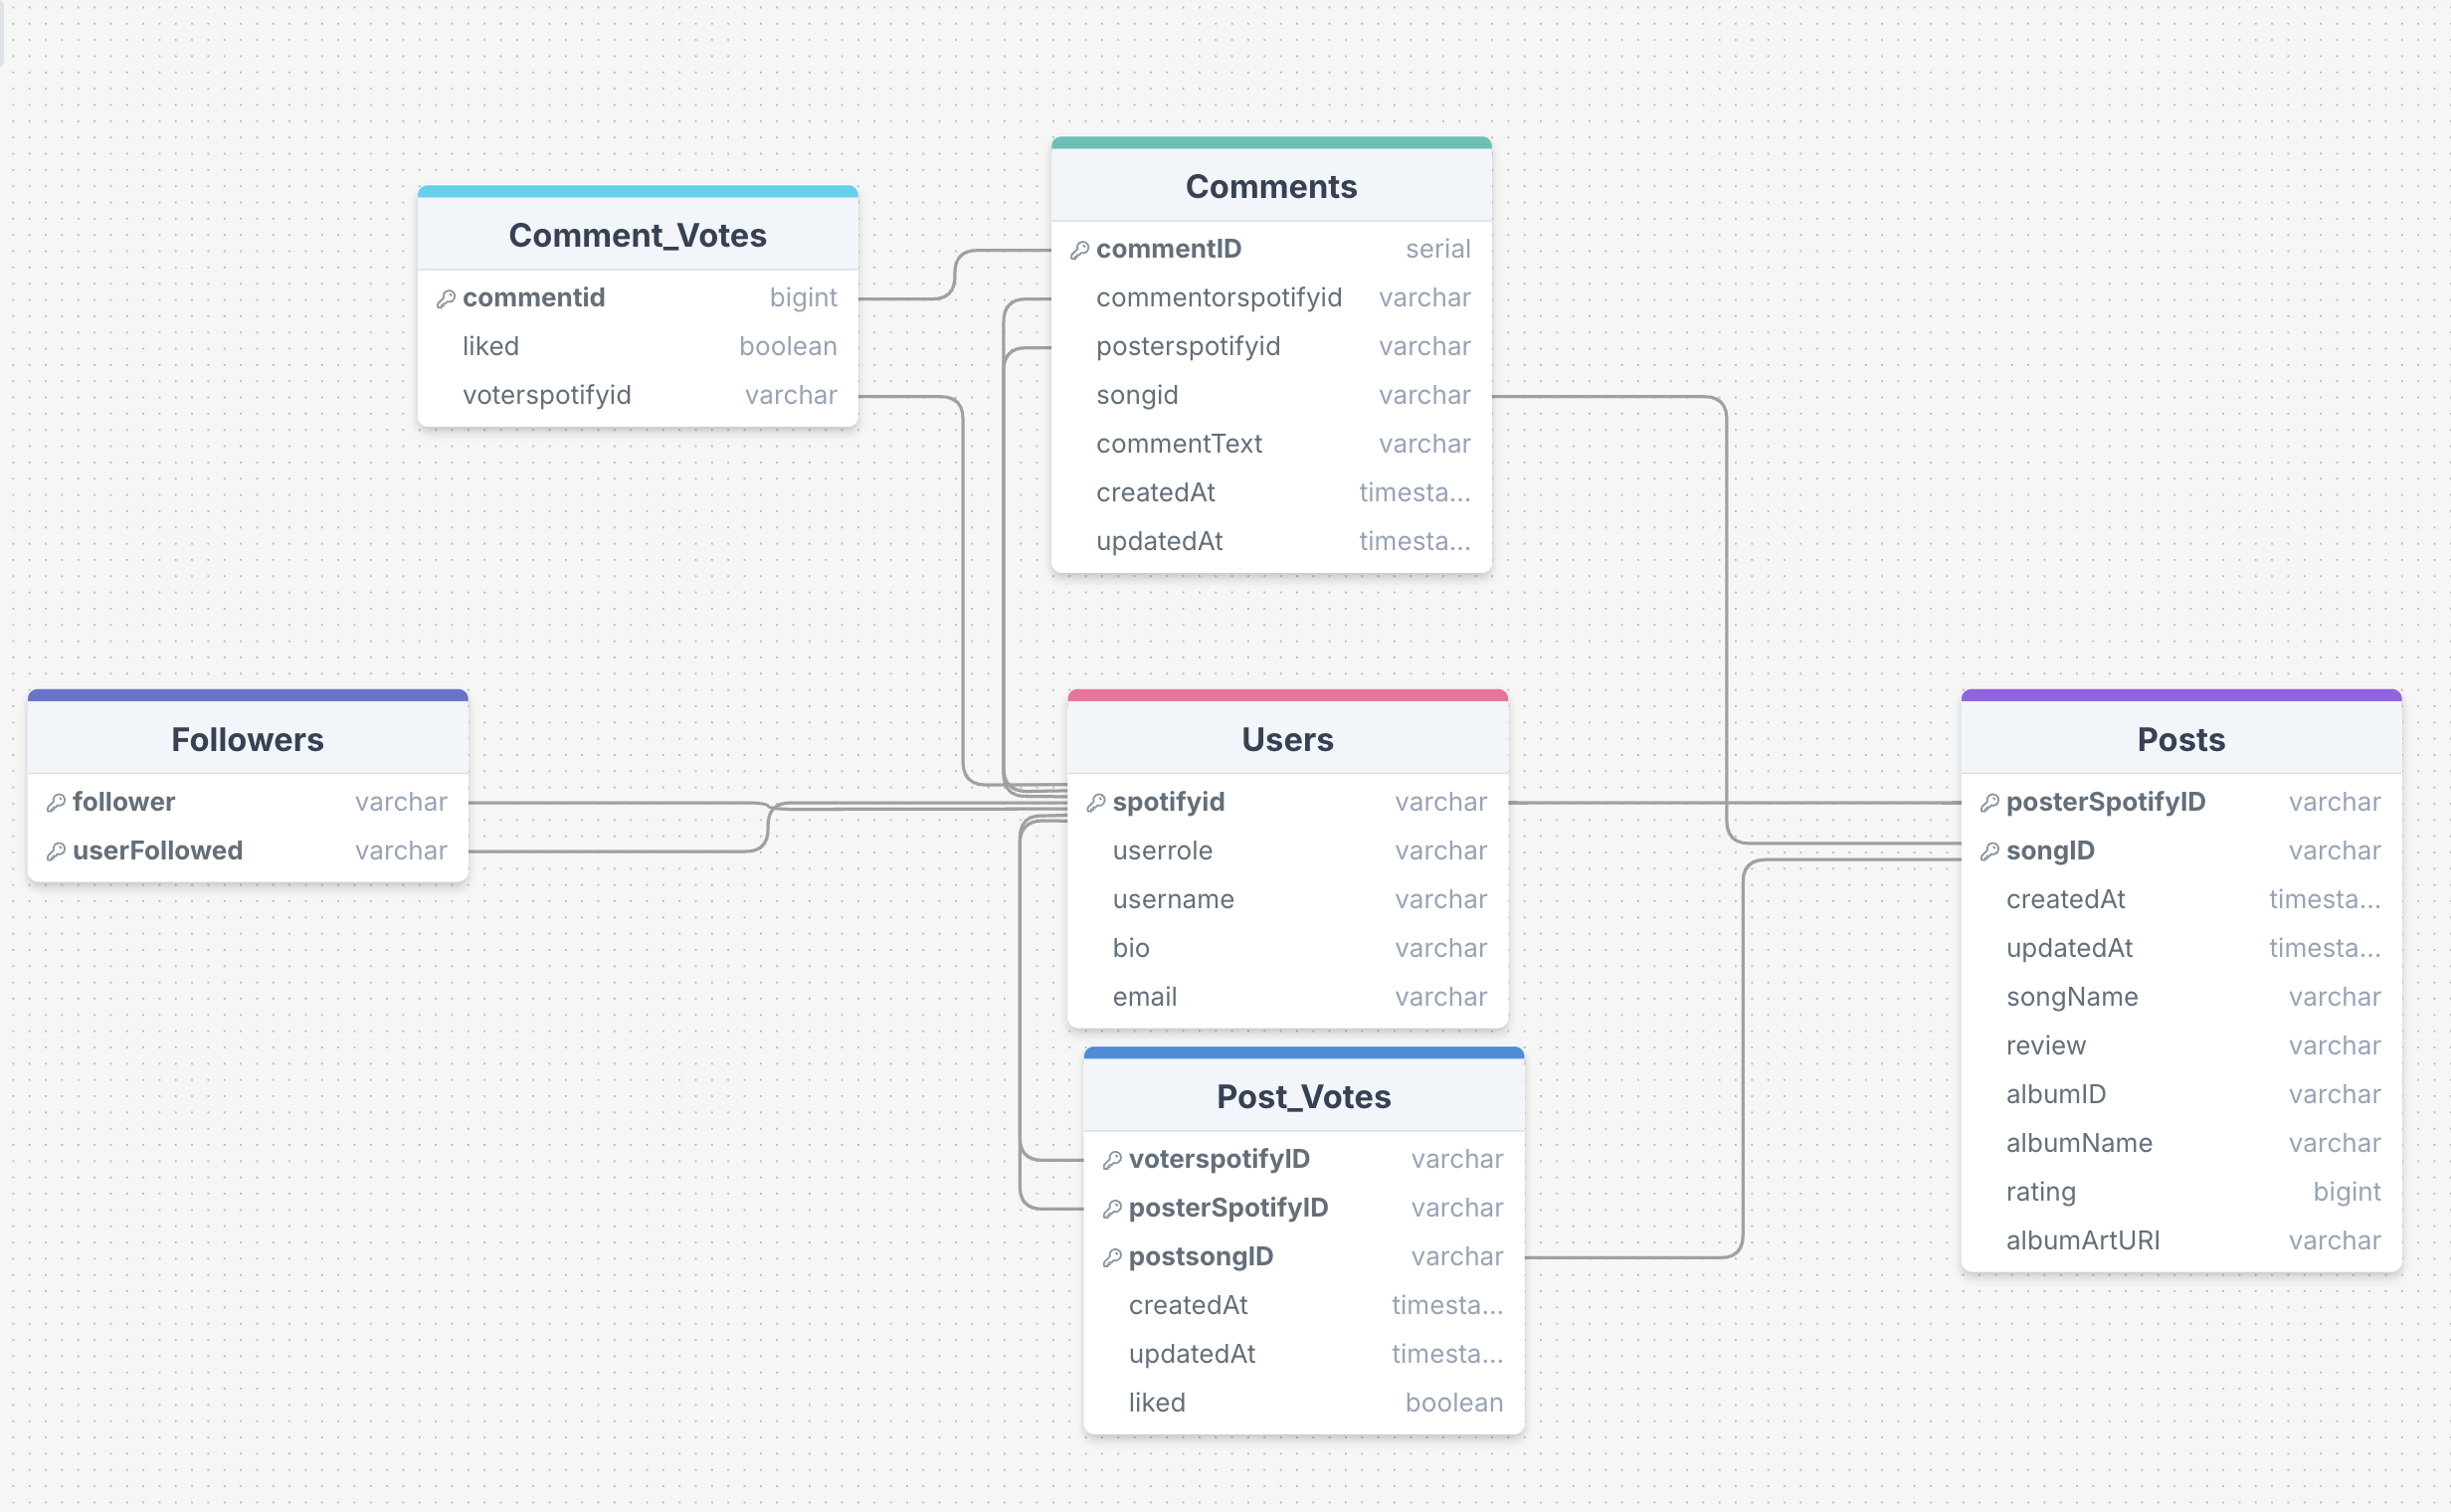 Comment_Votes
commentid bigint
liked boolean
voterspotifyid varchar
Comments
commentID serial
commentorspotifyid varchar
posterspotifyid varchar
songid varchar
commentText varchar
createdAt timesta...
updatedAt timesta...
Followers
follower varchar
userFollowed varchar
Users
spotifyid varchar
userrole varchar
username varchar
bio varchar
email varchar
Posts
posterSpotifyID varchar
songID varchar
createdAt timesta...
updatedAt timesta...
songName varchar
review varchar
albumID varchar
albumName varchar
rating bigint
albumArtURI varchar
Post_Votes
voterspotifyID varchar
posterSpotifyID varchar
postsongID varchar
createdAt timesta...
updatedAt timesta...
liked boolean